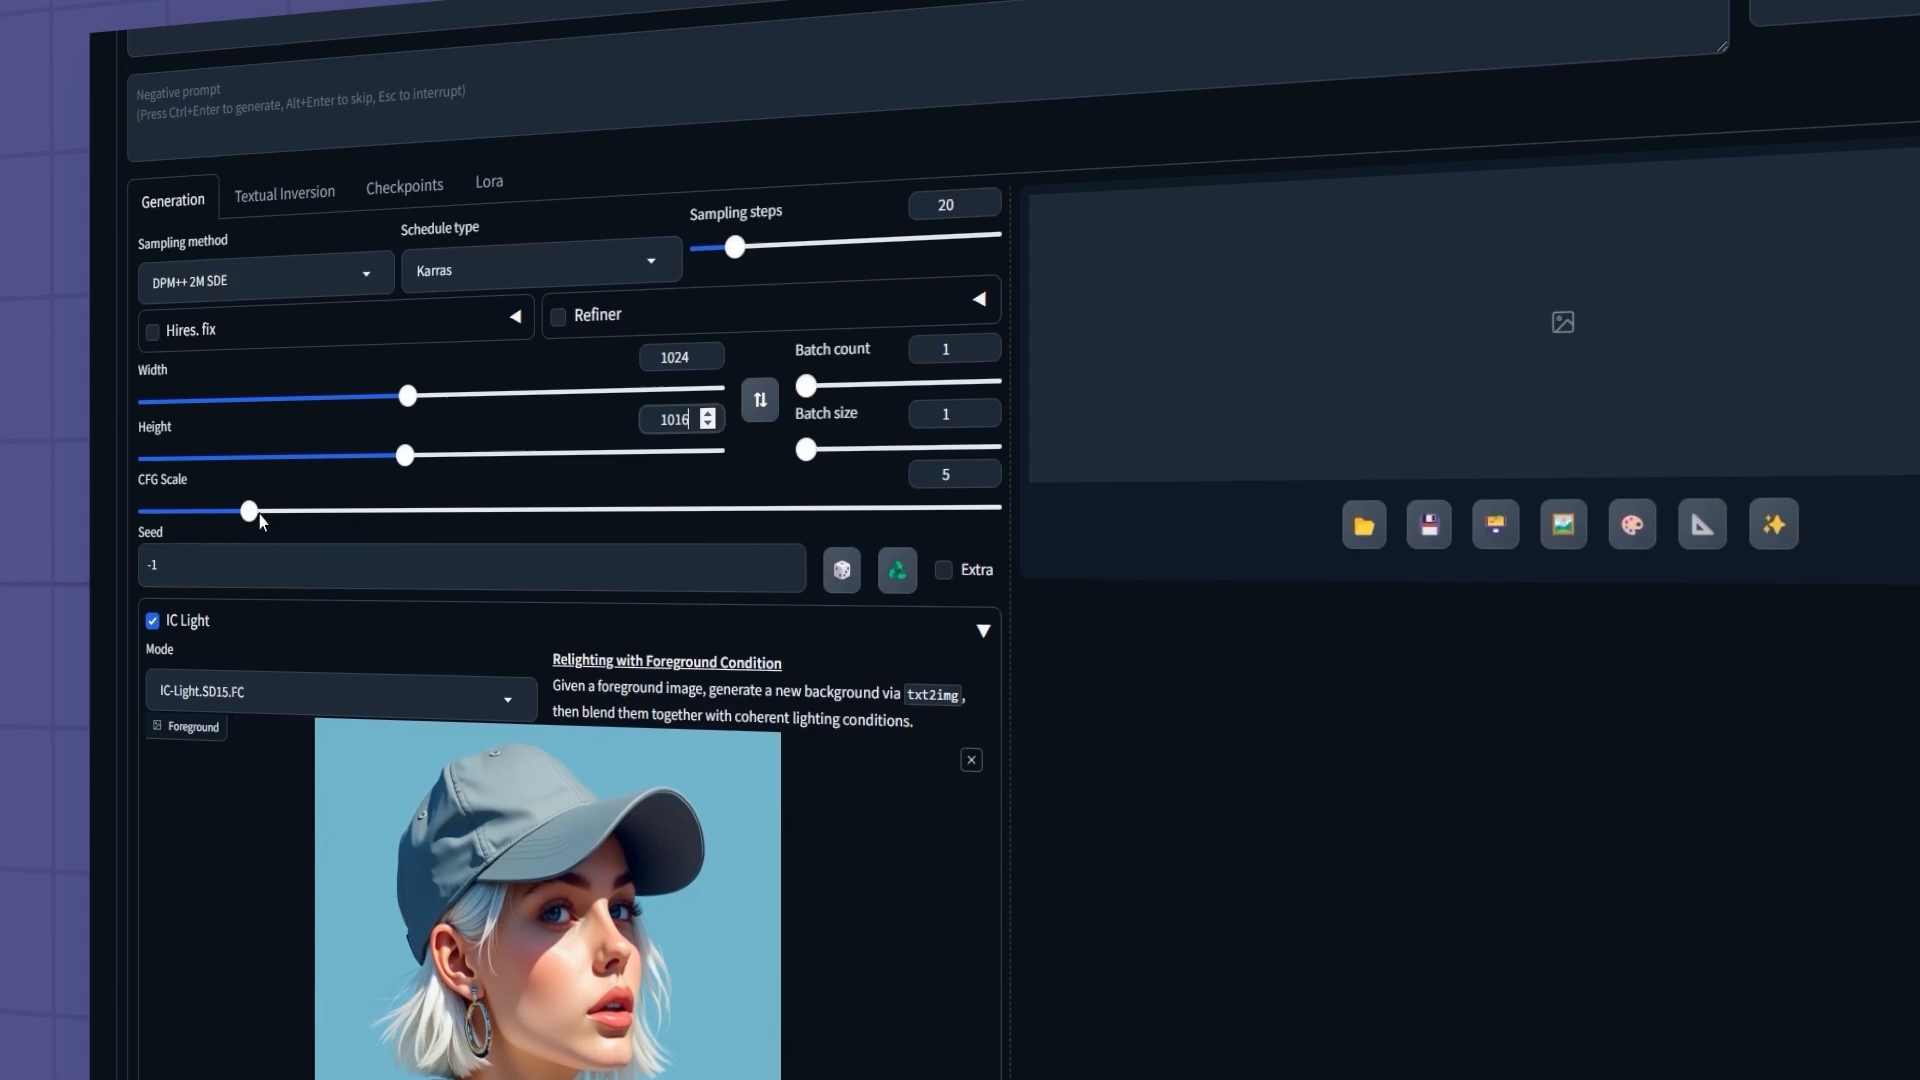 Negative prompt
(Press Ctrl+Enter to generate, Alt+Enter to skip, Esc to interrupt)
Generation
Textual Inversion
Checkpoints
Lora
Sampling method
Schedule type
Sampling steps
20
DPM++ 2M SDE
Karras
Hires. fix
Refiner
Width
1024
Batch count
1
Height
1016
Batch size
1
CFG Scale
5
Seed
-1
Extra
IC Light
Mode
IC-Light.SD15.FC
Relighting with Foreground Condition
Given a foreground image, generate a new background via txt2img,
then blend them together with coherent lighting conditions.
Foreground